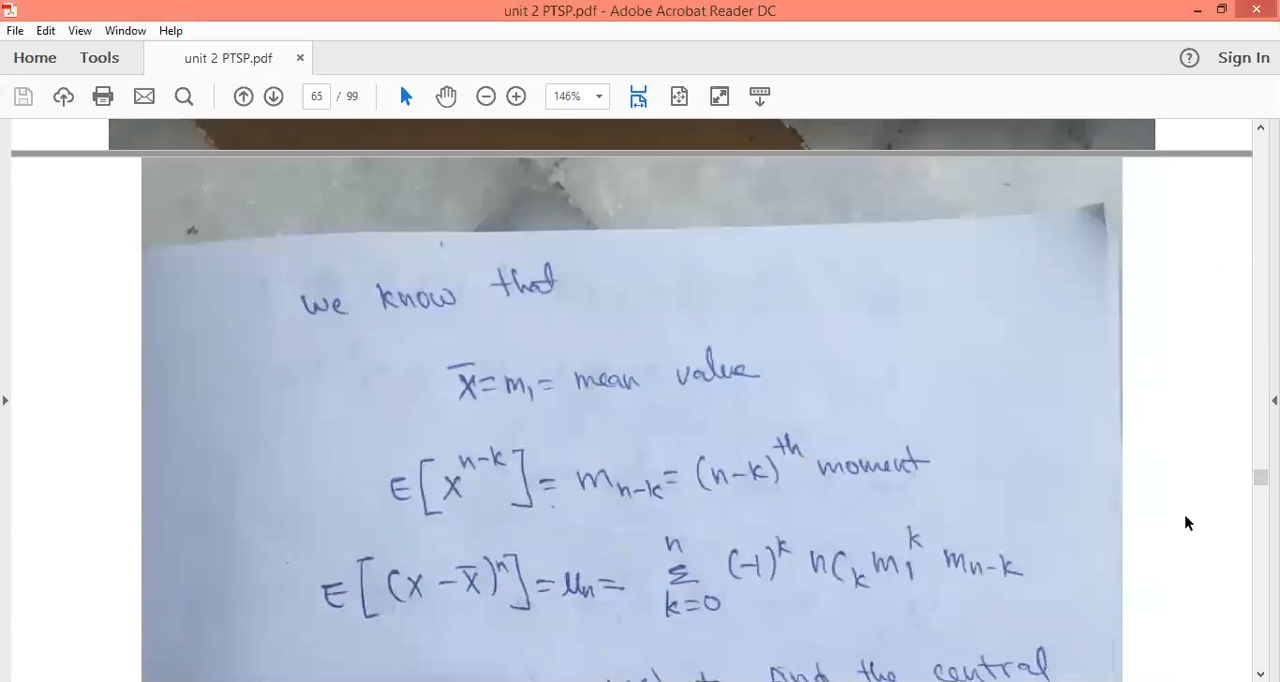 unit 2 PTSP.pdf - Adobe Acrobat Reader DC
File Edit View Window Help
Home Tools unit 2 PTSP.pdf × Sign In
65 / 99 146%
we know that
x̄ = m₁ = mean value
E[x^{n-k}] = m_{n-k} = (n-k)^{th} moment
E[(x - x̄)^n] = μ_n = Σ_{k=0}^{n} (-1)^k nC_k m₁^k m_{n-k}
find the central